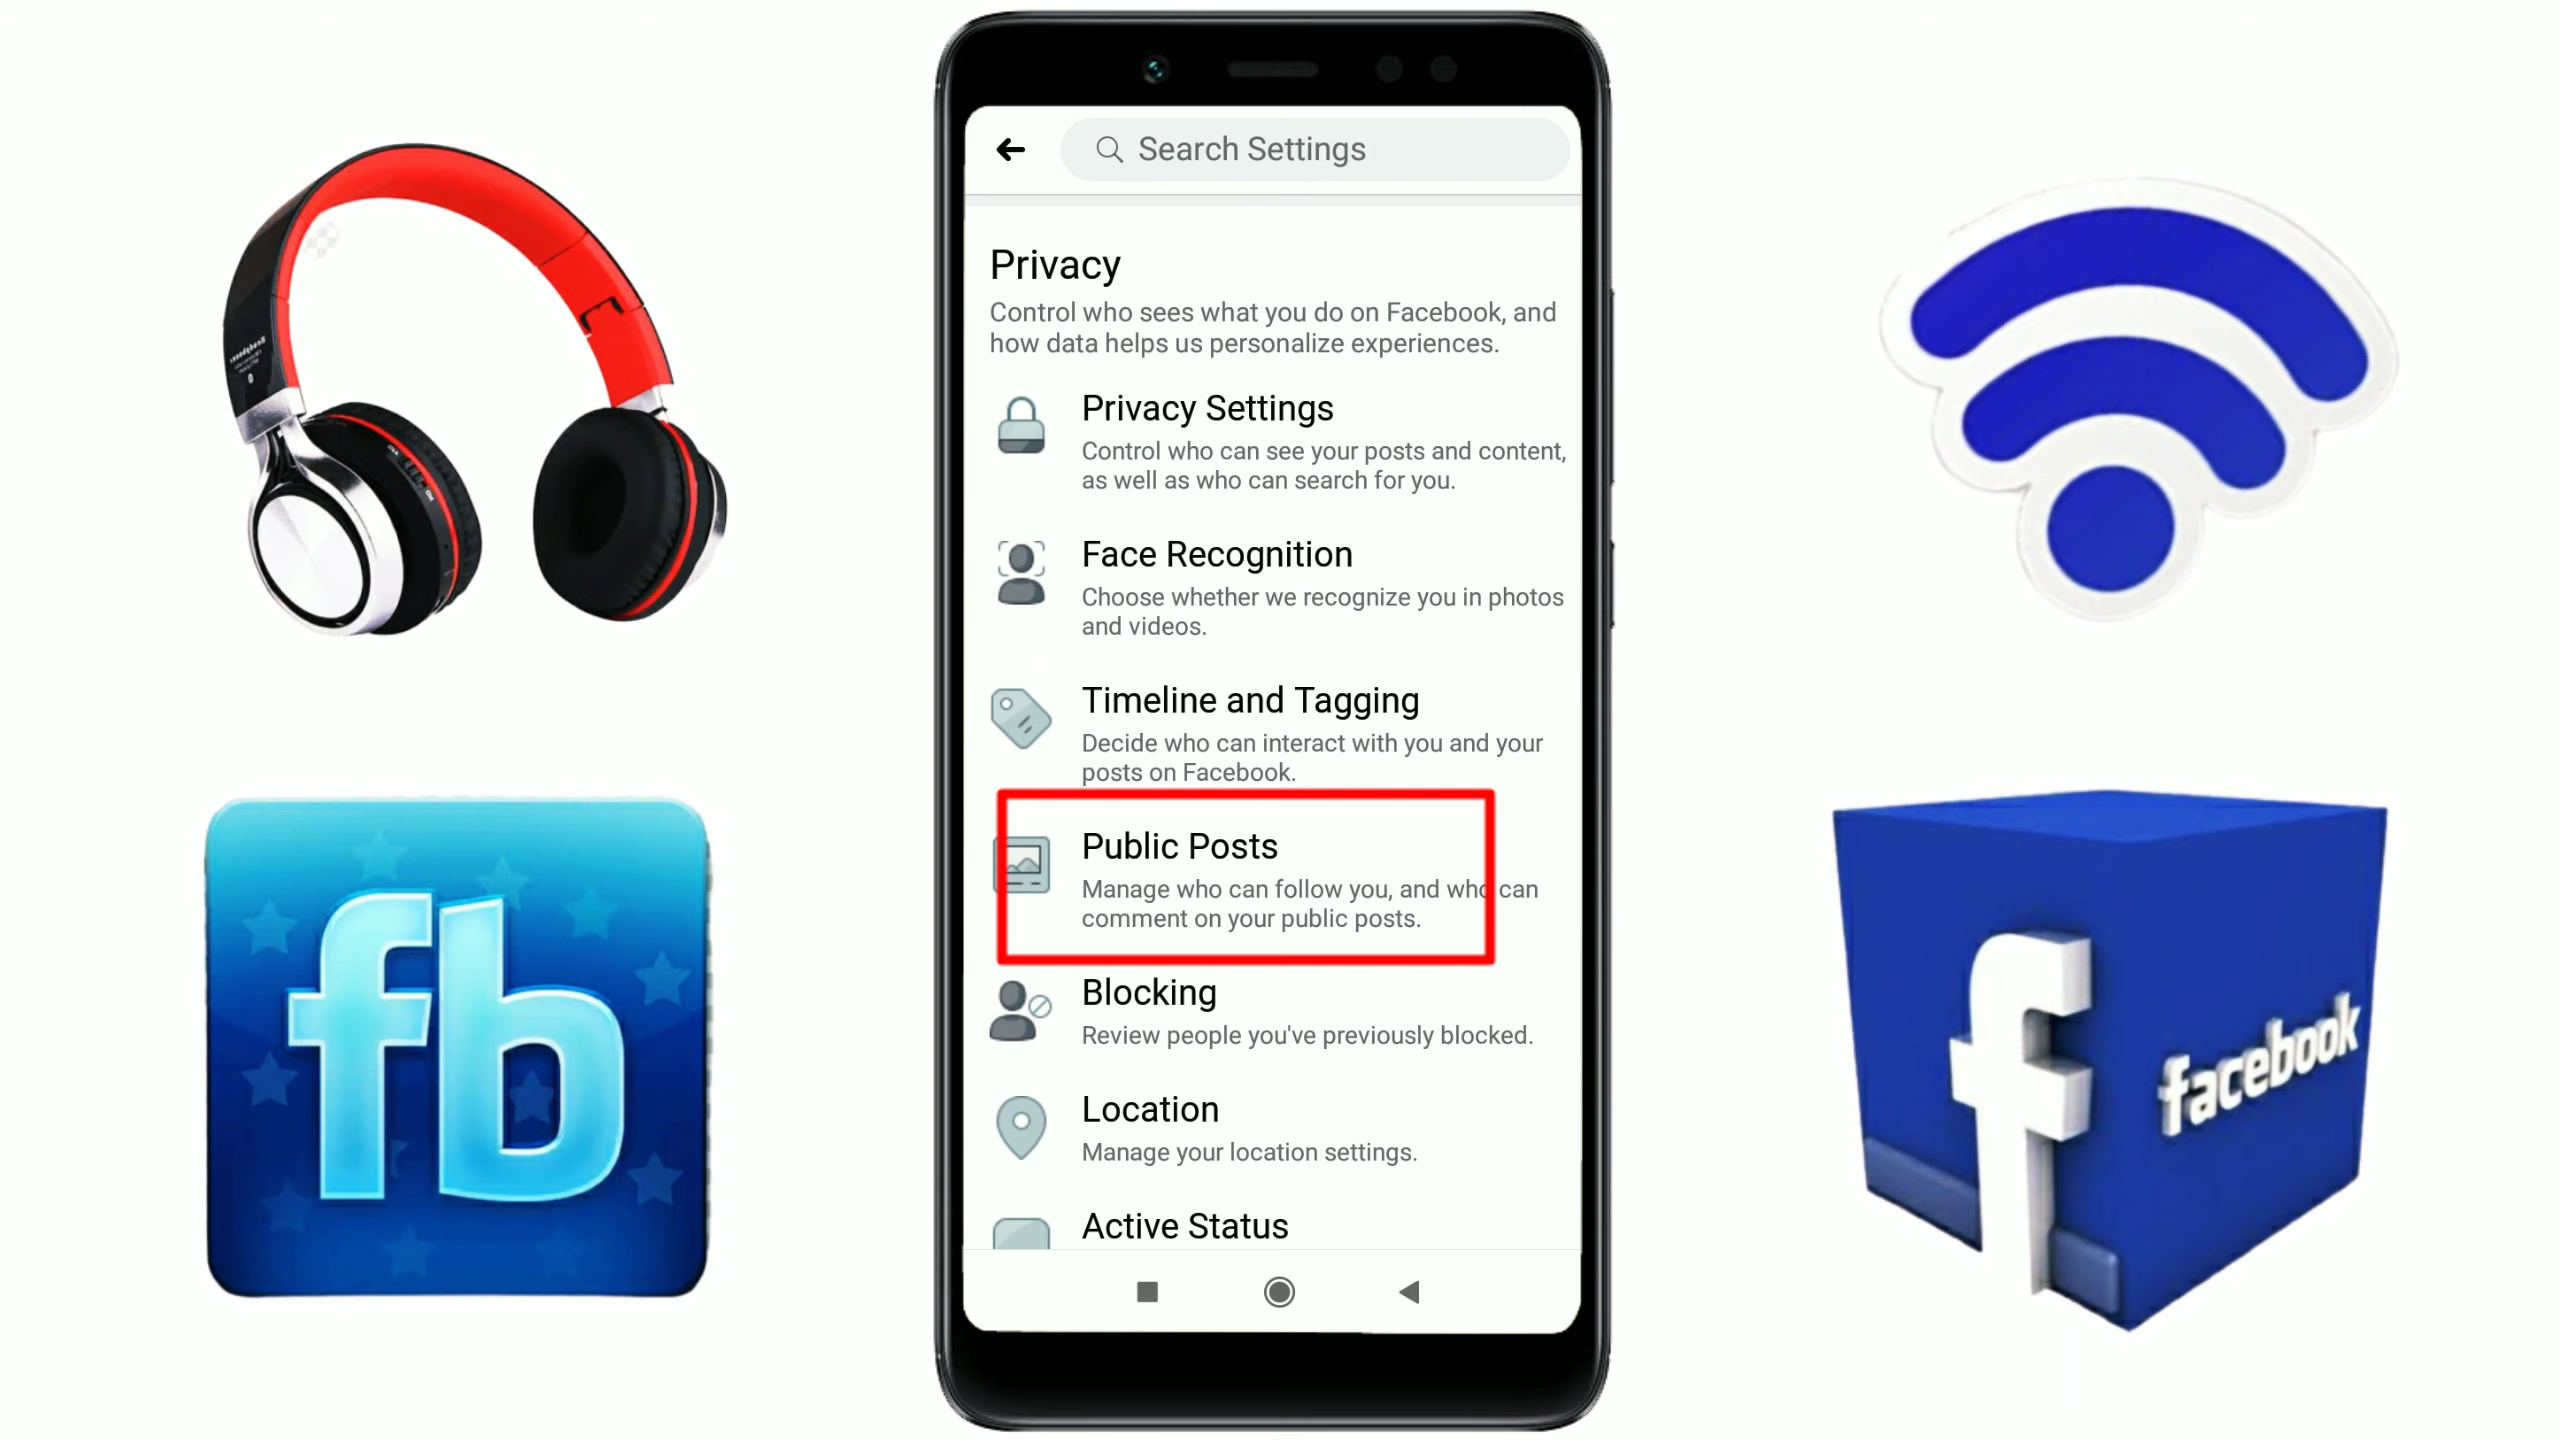 Search Settings
Privacy
Control who sees what you do on Facebook, and
how data helps us personalize experiences.
Privacy Settings
Control who can see your posts and content,
as well as who can search for you.
Face Recognition
Choose whether we recognize you in photos
and videos.
Timeline and Tagging
Decide who can interact with you and your
posts on Facebook.
Public Posts
Manage who can follow you, and who can
comment on your public posts.
Blocking
Review people you've previously blocked.
Location
Manage your location settings.
Active Status
fb
f
facebook